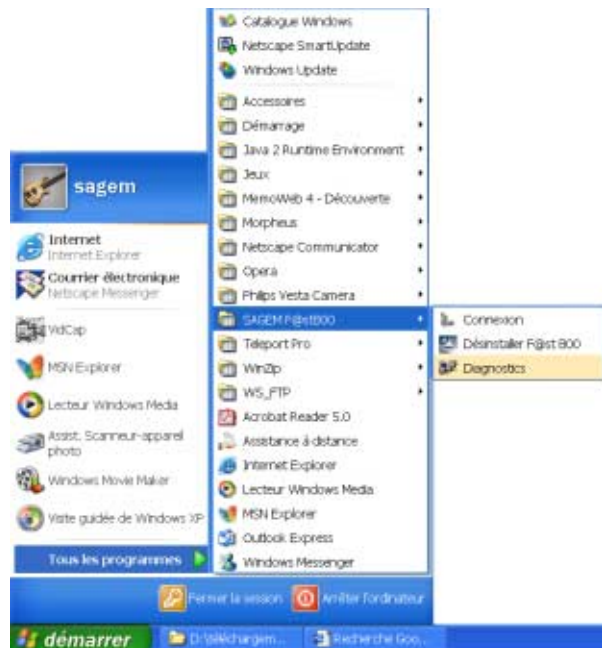 Catalogue Windows
Netscape SmartUpdate
Windows Update
Accessoires
Démarrage
Java 2 Runtime Environment
Jeux
MemoWeb 4 - Découverte
Morpheus
Netscape Communicator
Opera
Philips Vesta Camera
SAGEM F@st800
Teleport Pro
WinZip
WS_FTP
Acrobat Reader 5.0
Assistance à distance
Internet Explorer
Lecteur Windows Media
MSN Explorer
Outlook Express
Windows Messenger
Connexion
Désinstaller F@st 800
Diagnostics
sagem
Internet
Internet Explorer
Courrier électronique
Netscape Messenger
VidCap
MSN Explorer
Lecteur Windows Media
Assist. Scanneur-appareil
photo
Windows Movie Maker
Visite guidée de Windows XP
Tous les programmes
Fermer la session
Arrêter l'ordinateur
démarrer
D:\téléchargem...
Recherche Goo...